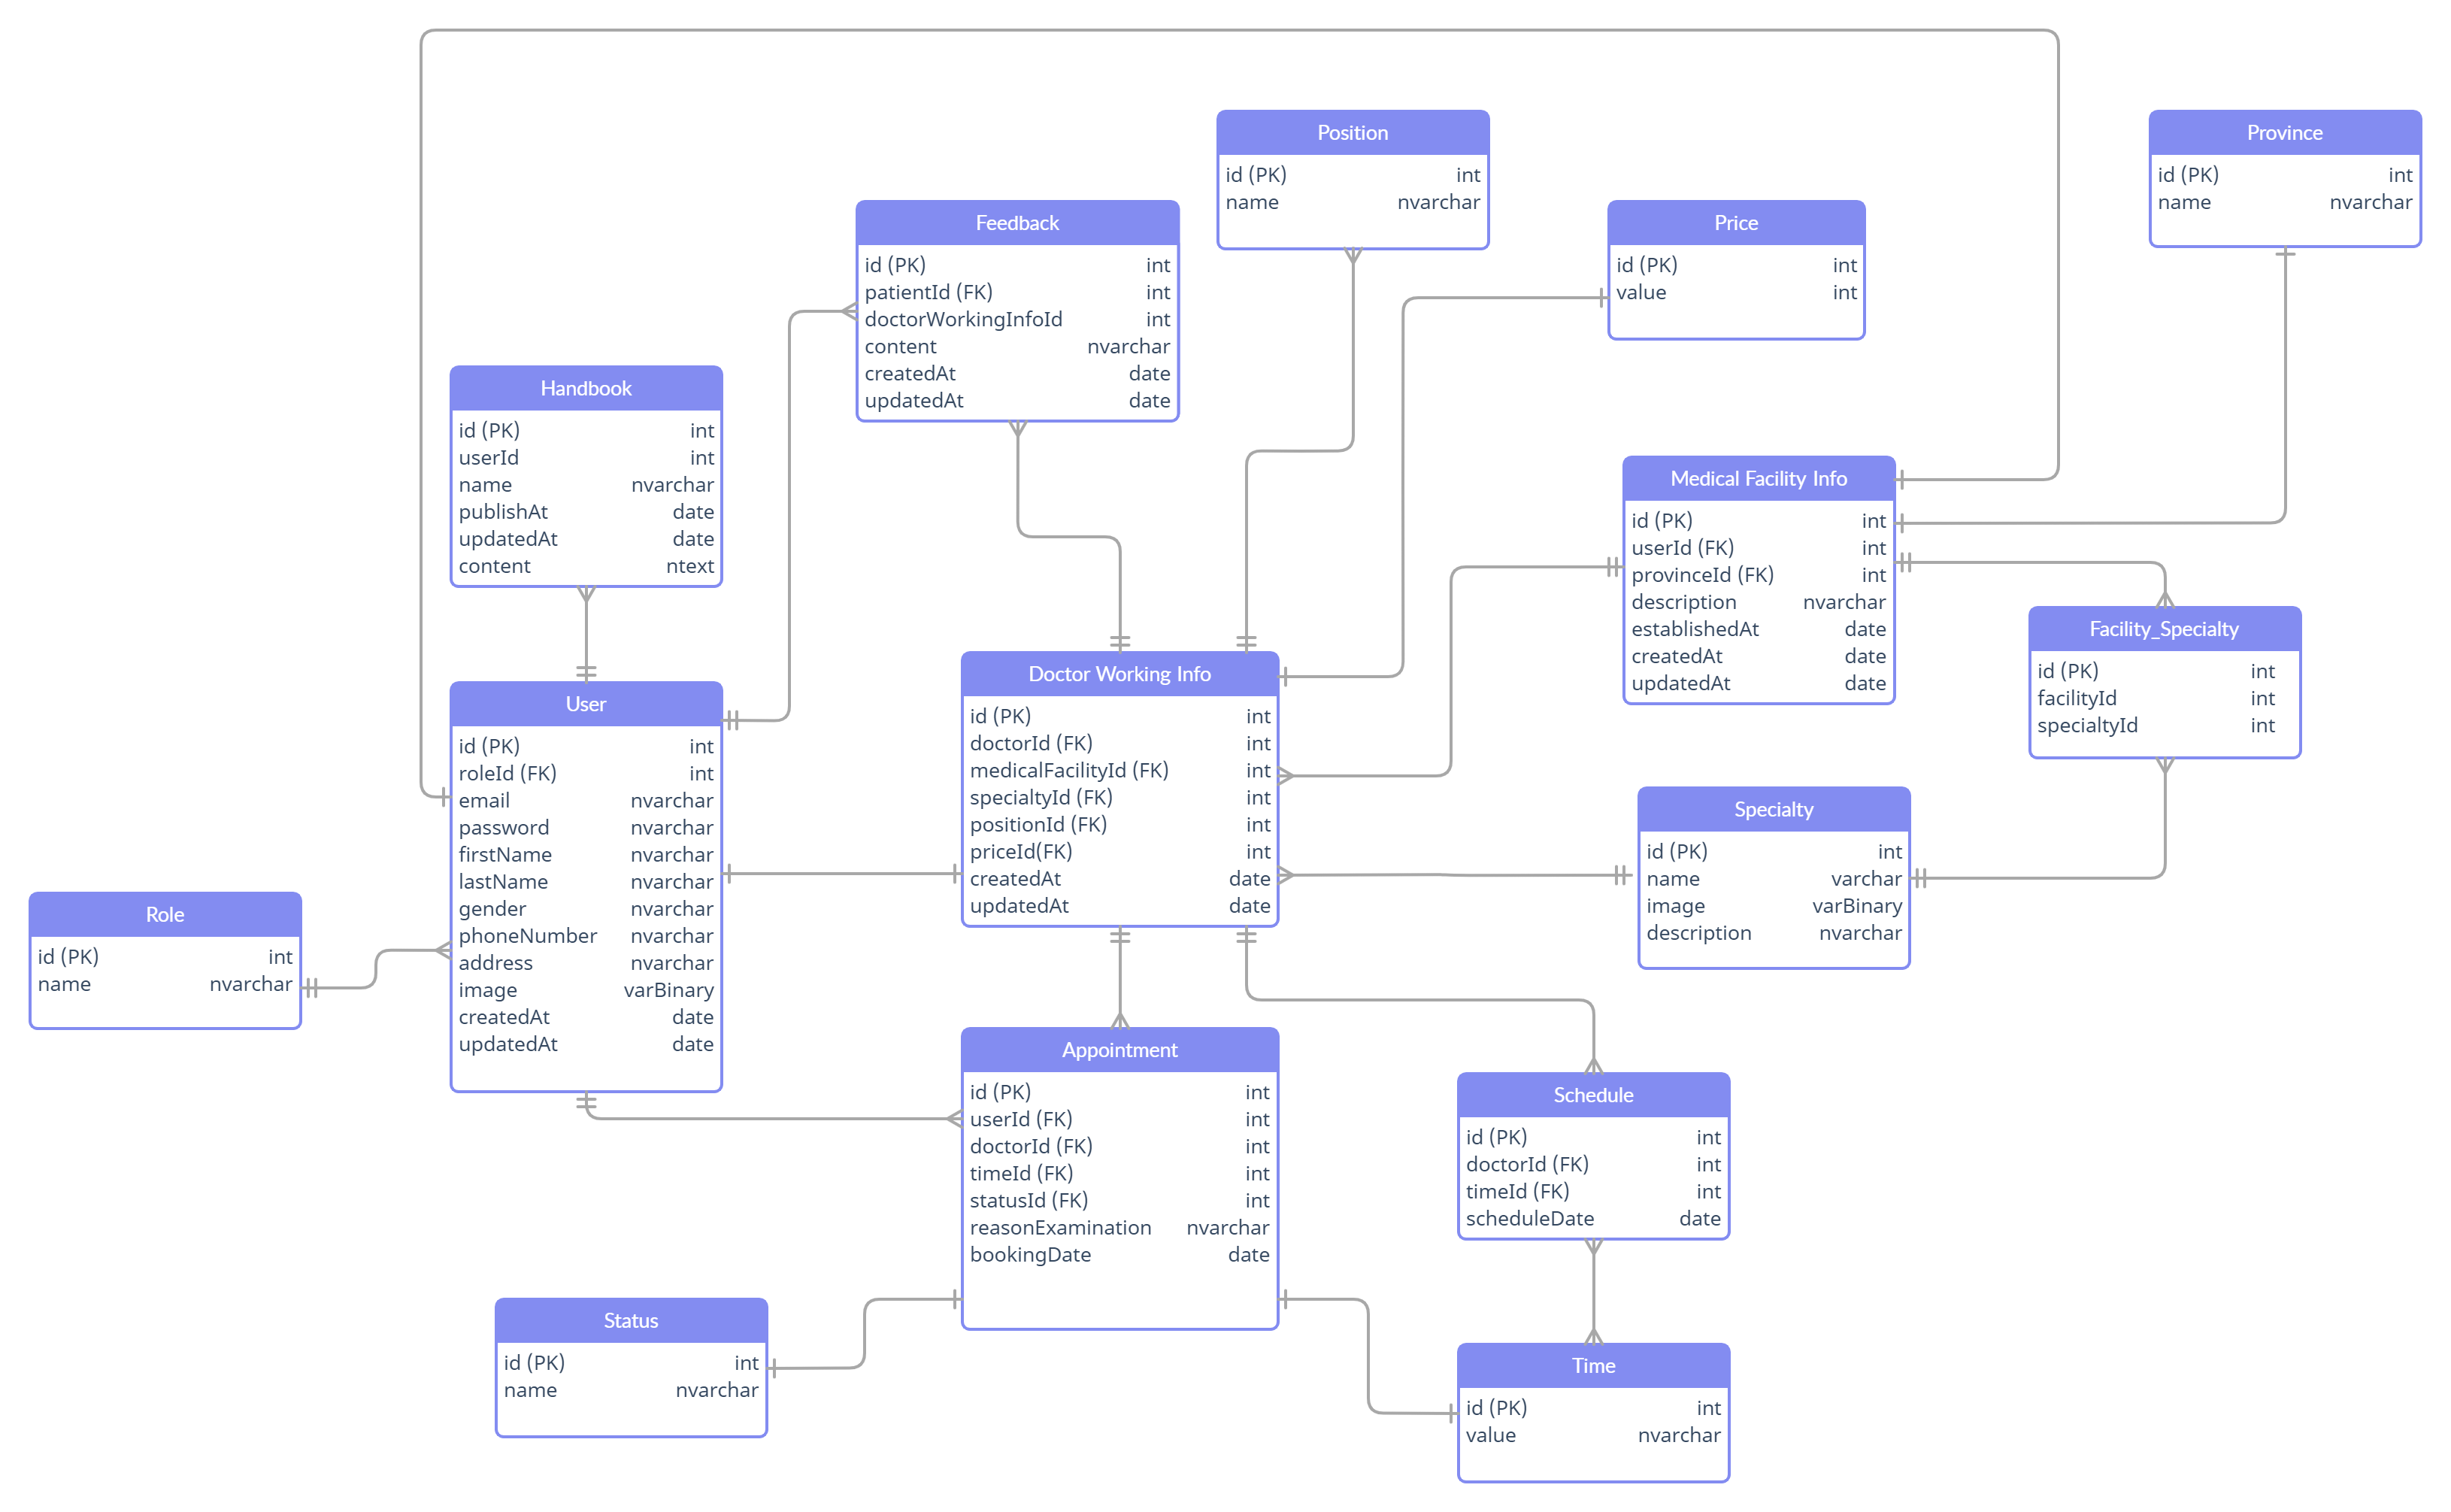 Position
id (PK) int
name nvarchar
Province
id (PK) int
name nvarchar
Feedback
id (PK) int
patientId (FK) int
doctorWorkingInfoId int
content nvarchar
createdAt date
updatedAt date
Price
id (PK) int
value int
Handbook
id (PK) int
userId int
name nvarchar
publishAt date
updatedAt date
content ntext
Medical Facility Info
id (PK) int
userId (FK) int
provinceId (FK) int
description nvarchar
establishedAt date
createdAt date
updatedAt date
Facility_Specialty
id (PK) int
facilityId int
specialtyId int
User
id (PK) int
roleId (FK) int
email nvarchar
password nvarchar
firstName nvarchar
lastName nvarchar
gender nvarchar
phoneNumber nvarchar
address nvarchar
image varBinary
createdAt date
updatedAt date
Doctor Working Info
id (PK) int
doctorId (FK) int
medicalFacilityId (FK) int
specialtyId (FK) int
positionId (FK) int
priceId(FK) int
createdAt date
updatedAt date
Specialty
id (PK) int
name varchar
image varBinary
description nvarchar
Role
id (PK) int
name nvarchar
Appointment
id (PK) int
userId (FK) int
doctorId (FK) int
timeId (FK) int
statusId (FK) int
reasonExamination nvarchar
bookingDate date
Schedule
id (PK) int
doctorId (FK) int
timeId (FK) int
scheduleDate date
Status
id (PK) int
name nvarchar
Time
id (PK) int
value nvarchar